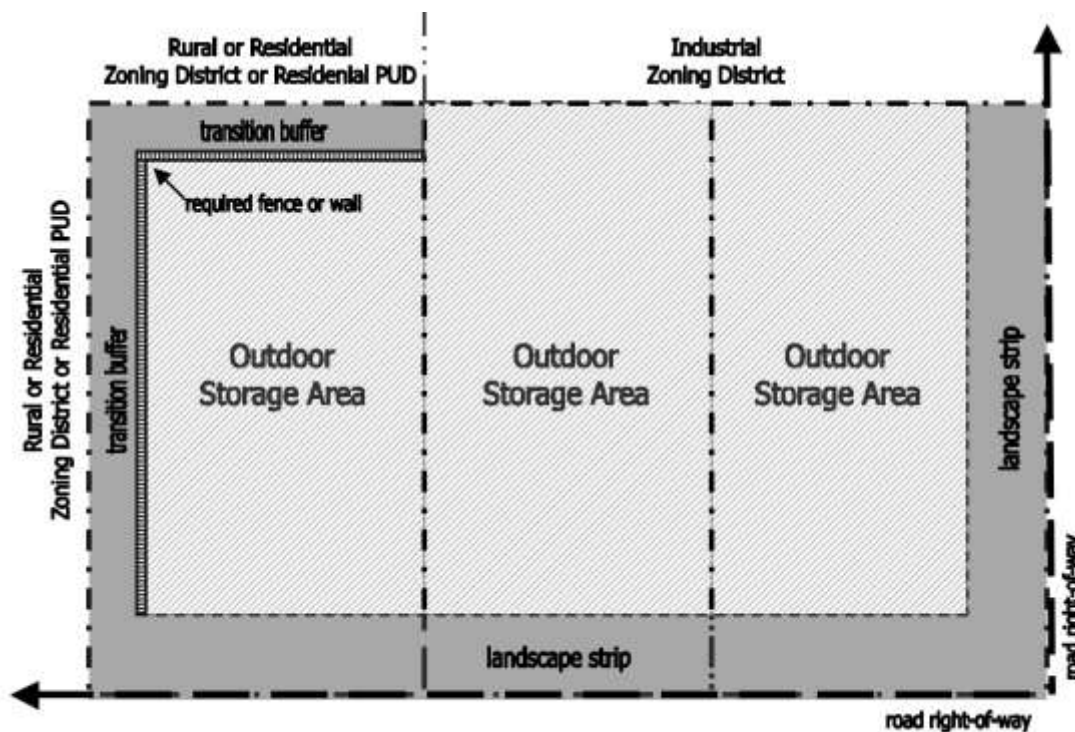 Rural or Residential
Zoning District or Residenial PUD
Industrial
Zoning District
transition buffer
required fence or wall
Rural or Residential
Zoning District or Residential PUD
transition buffer
Outdoor
Storage Area
Outdoor
Storage Area
Outdoor
Storage Area
landscape strip
road right-of-way
landscape strip
road right-of-way